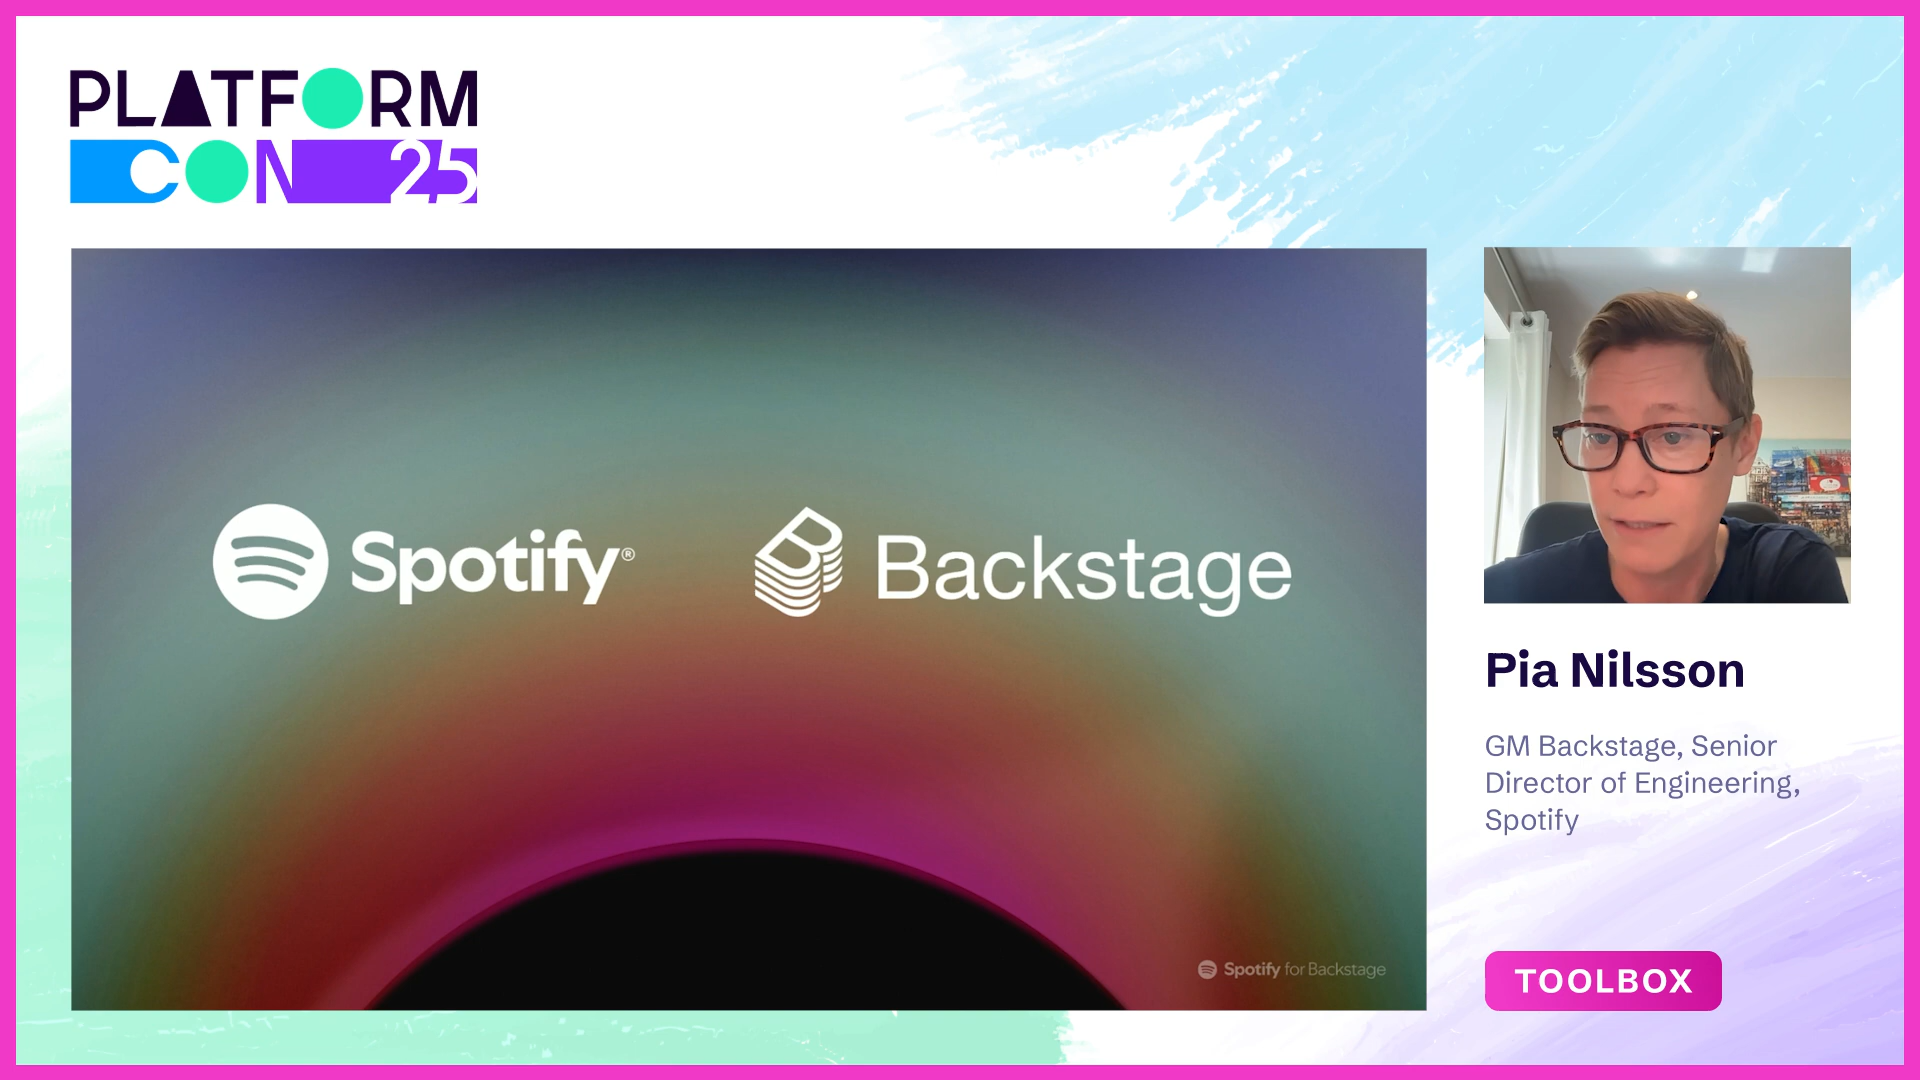 PLATFORM
CON 25
Spotify®
Backstage
Spotify for Backstage
Pia Nilsson
GM Backstage, Senior
Director of Engineering,
Spotify
TOOLBOX